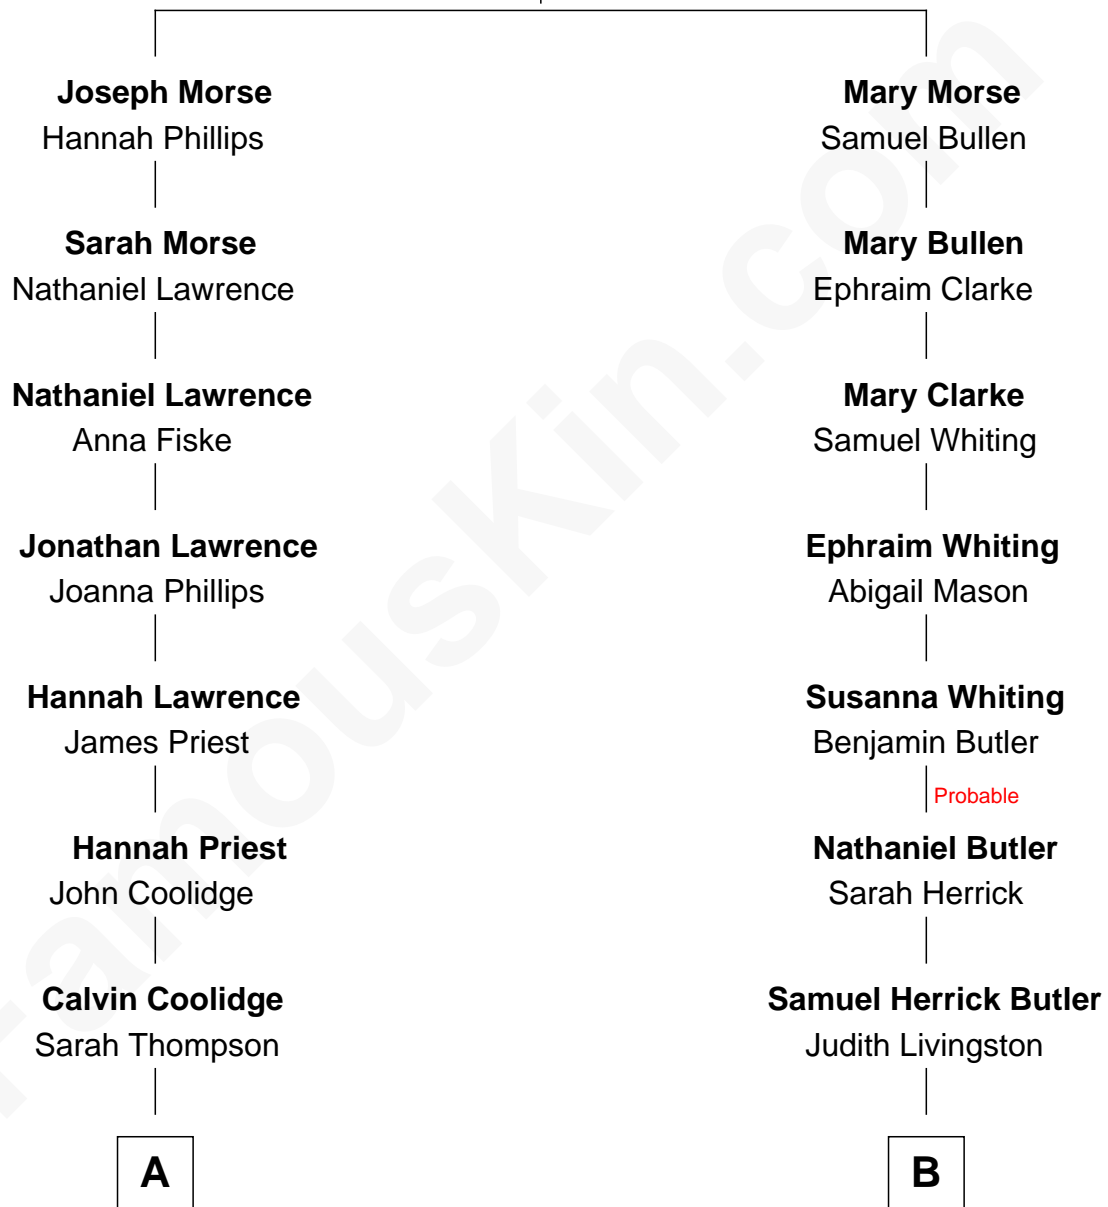 Joseph Morse
Hannah Phillips
Sarah Morse
Nathaniel Lawrence
Nathaniel Lawrence
Anna Fiske
Jonathan Lawrence
Joanna Phillips
Hannah Lawrence
James Priest
Hannah Priest
John Coolidge
Calvin Coolidge
Sarah Thompson
A
Mary Morse
Samuel Bullen
Mary Bullen
Ephraim Clarke
Mary Clarke
Samuel Whiting
Ephraim Whiting
Abigail Mason
Susanna Whiting
Benjamin Butler
Probable
Nathaniel Butler
Sarah Herrick
Samuel Herrick Butler
Judith Livingston
B
FamousKin.com